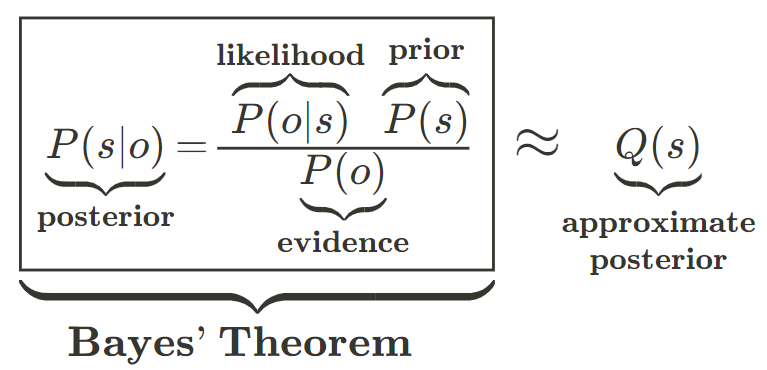 likelihood prior
P(o|s) P(s)
P(s|o) = ≈ Q(s)
P(o)
posterior
evidence
approximate
posterior
Bayes' Theorem